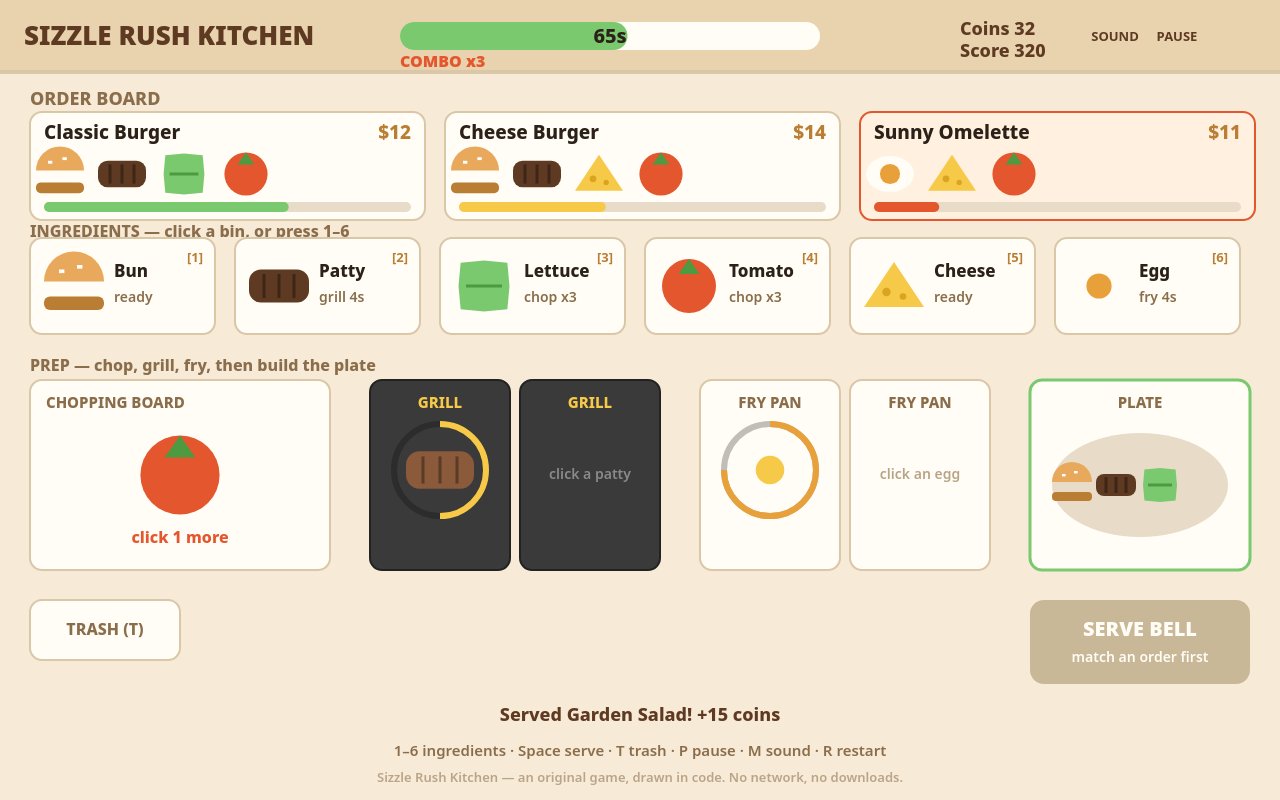 SIZZLE RUSH KITCHEN
65s
COMBO x3
Coins 32
Score 320
SOUND PAUSE
ORDER BOARD
Classic Burger $12
Cheese Burger $14
Sunny Omelette $11
INGREDIENTS — click a bin, or press 1–6
Bun [1]
ready
Patty [2]
grill 4s
Lettuce [3]
chop x3
Tomato [4]
chop x3
Cheese [5]
ready
Egg [6]
fry 4s
PREP — chop, grill, fry, then build the plate
CHOPPING BOARD
click 1 more
GRILL
GRILL
click a patty
FRY PAN
FRY PAN
click an egg
PLATE
TRASH (T)
SERVE BELL
match an order first
Served Garden Salad! +15 coins
1–6 ingredients · Space serve · T trash · P pause · M sound · R restart
Sizzle Rush Kitchen — an original game, drawn in code. No network, no downloads.